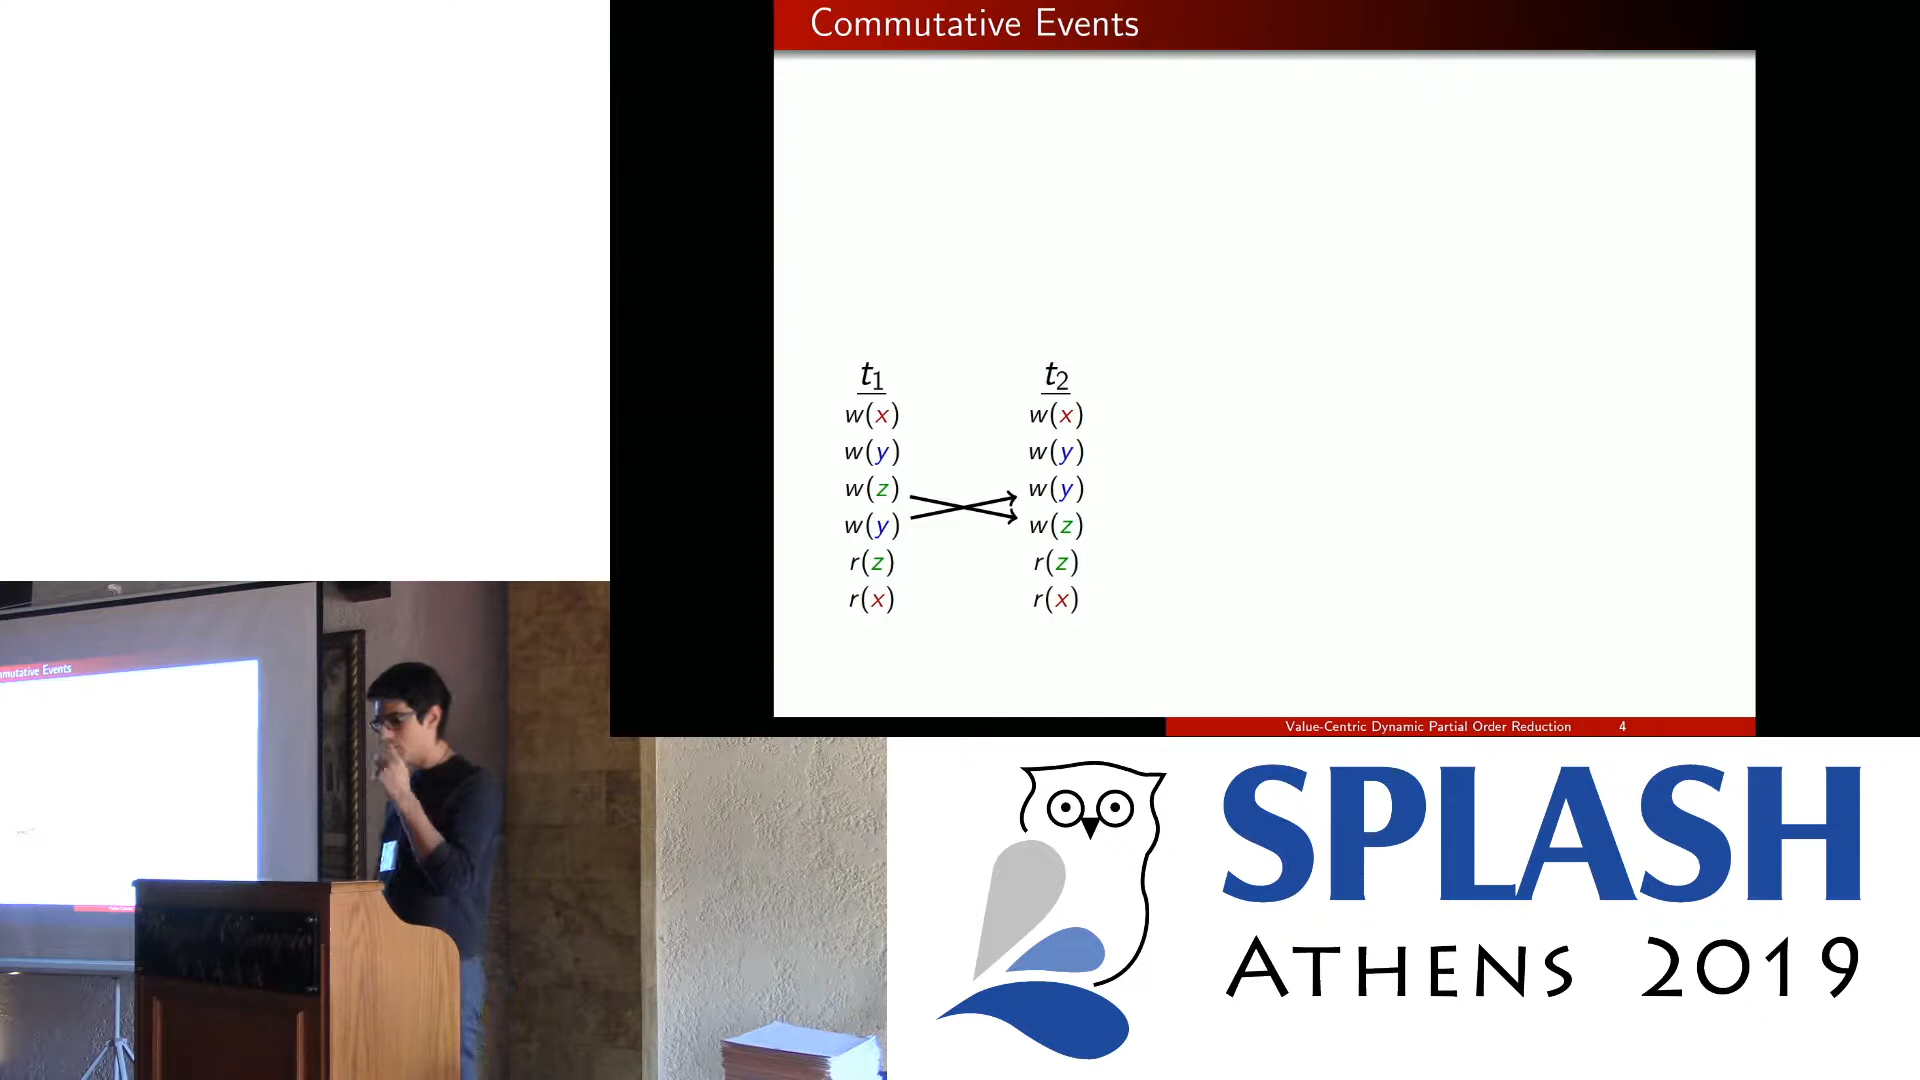 Commutative Events
t1 t2
w(x) w(x)
w(y) w(y)
w(z) w(y)
w(y) w(z)
r(z) r(z)
r(x) r(x)
Value-Centric Dynamic Partial Order Reduction 4
mmutative Events
SPLASH
ATHENS 2019